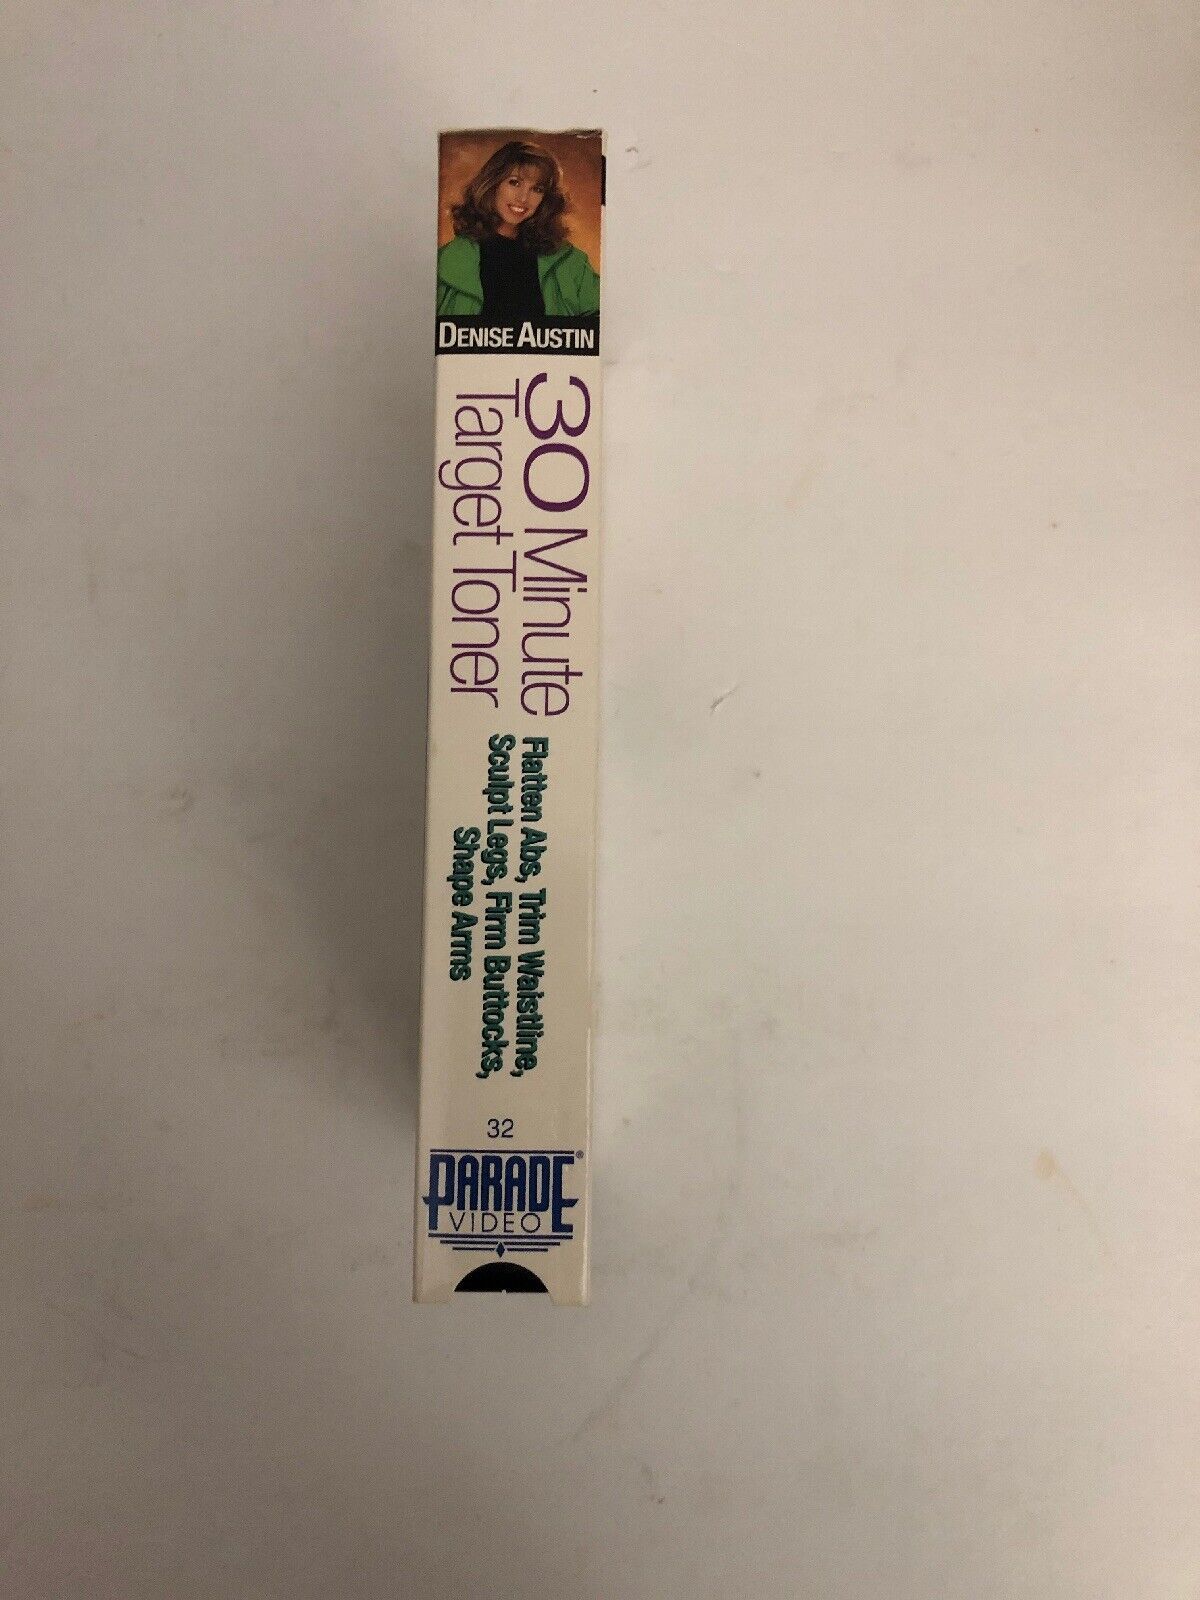 DENISE AUSTIN
30 Minute
Target Toner
Flatten Abs, Trim Waistline,
Sculpt Legs, Firm Buttocks,
Shape Arms
32
PARADE®
VIDEO